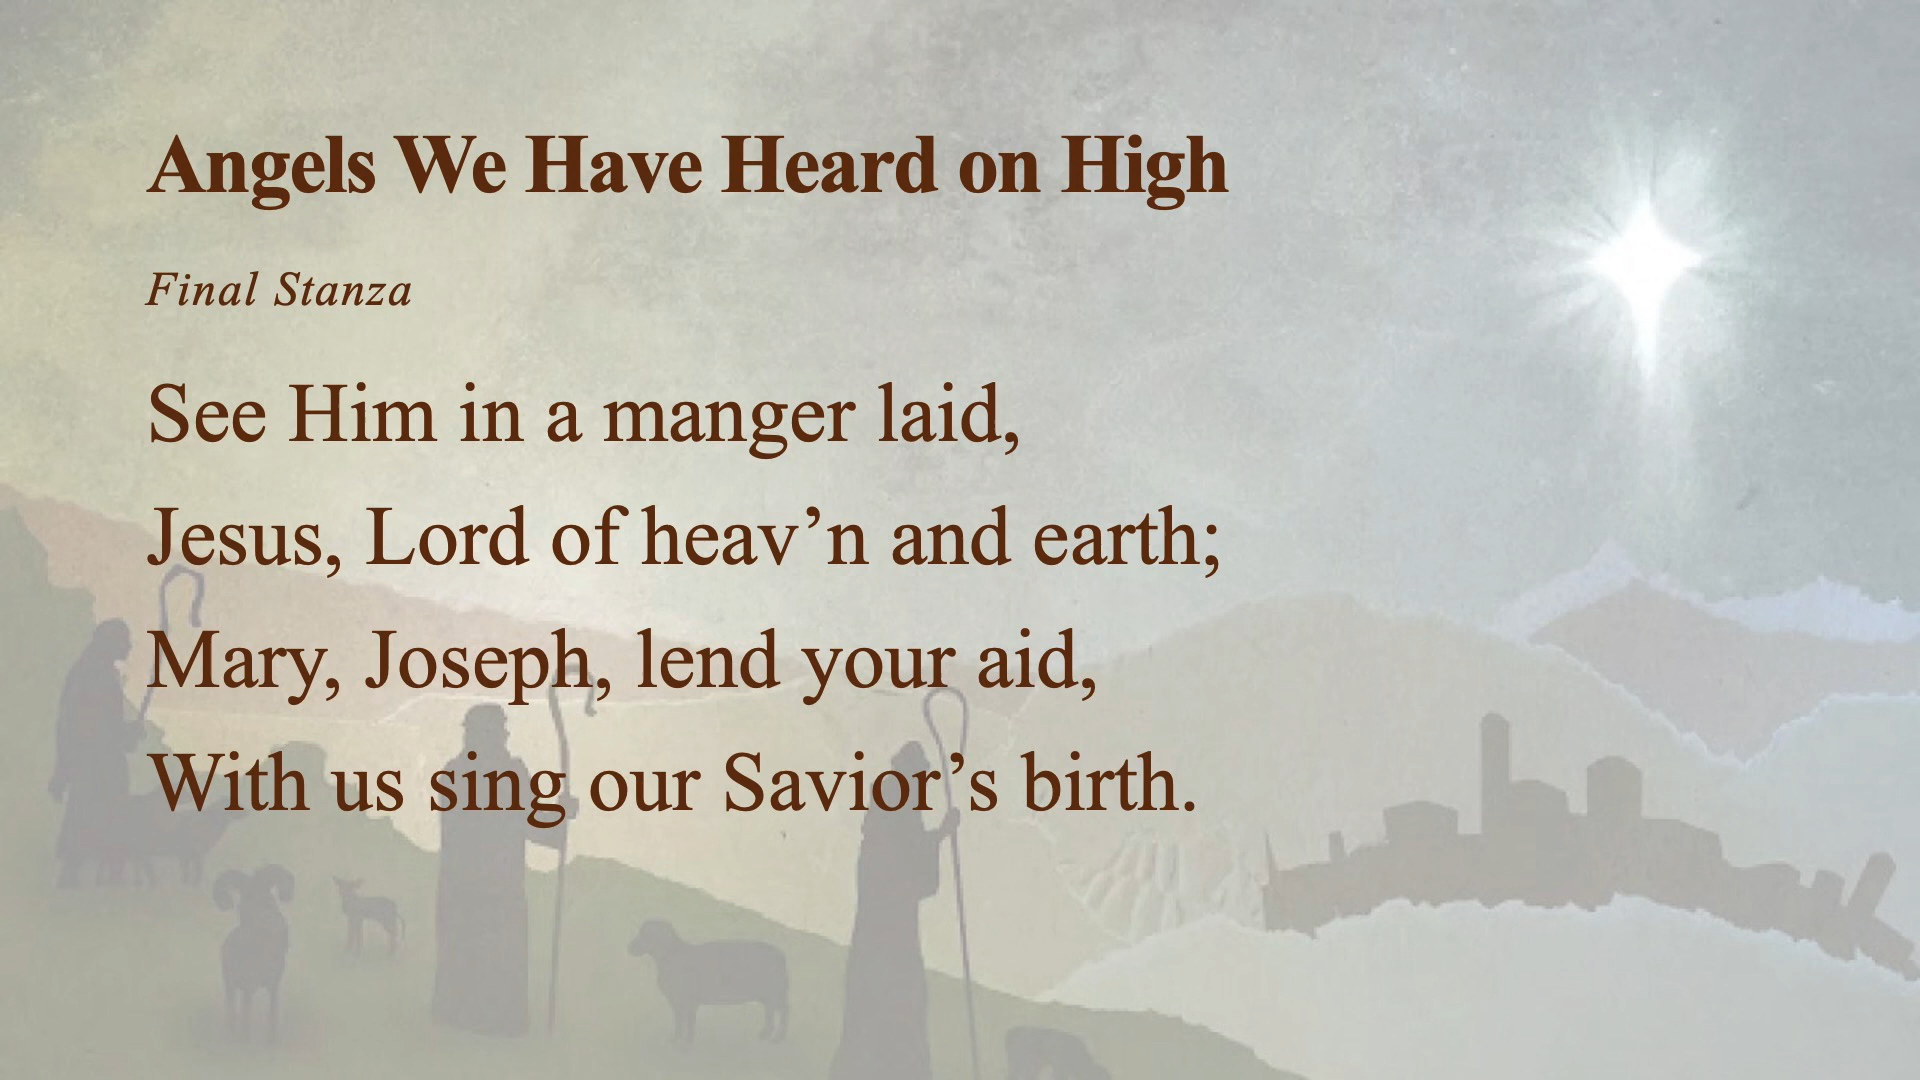 Angels We Have Heard on High
Final Stanza
See Him in a manger laid,
Jesus, Lord of heav’n and earth;
Mary, Joseph, lend your aid,
With us sing our Savior’s birth.